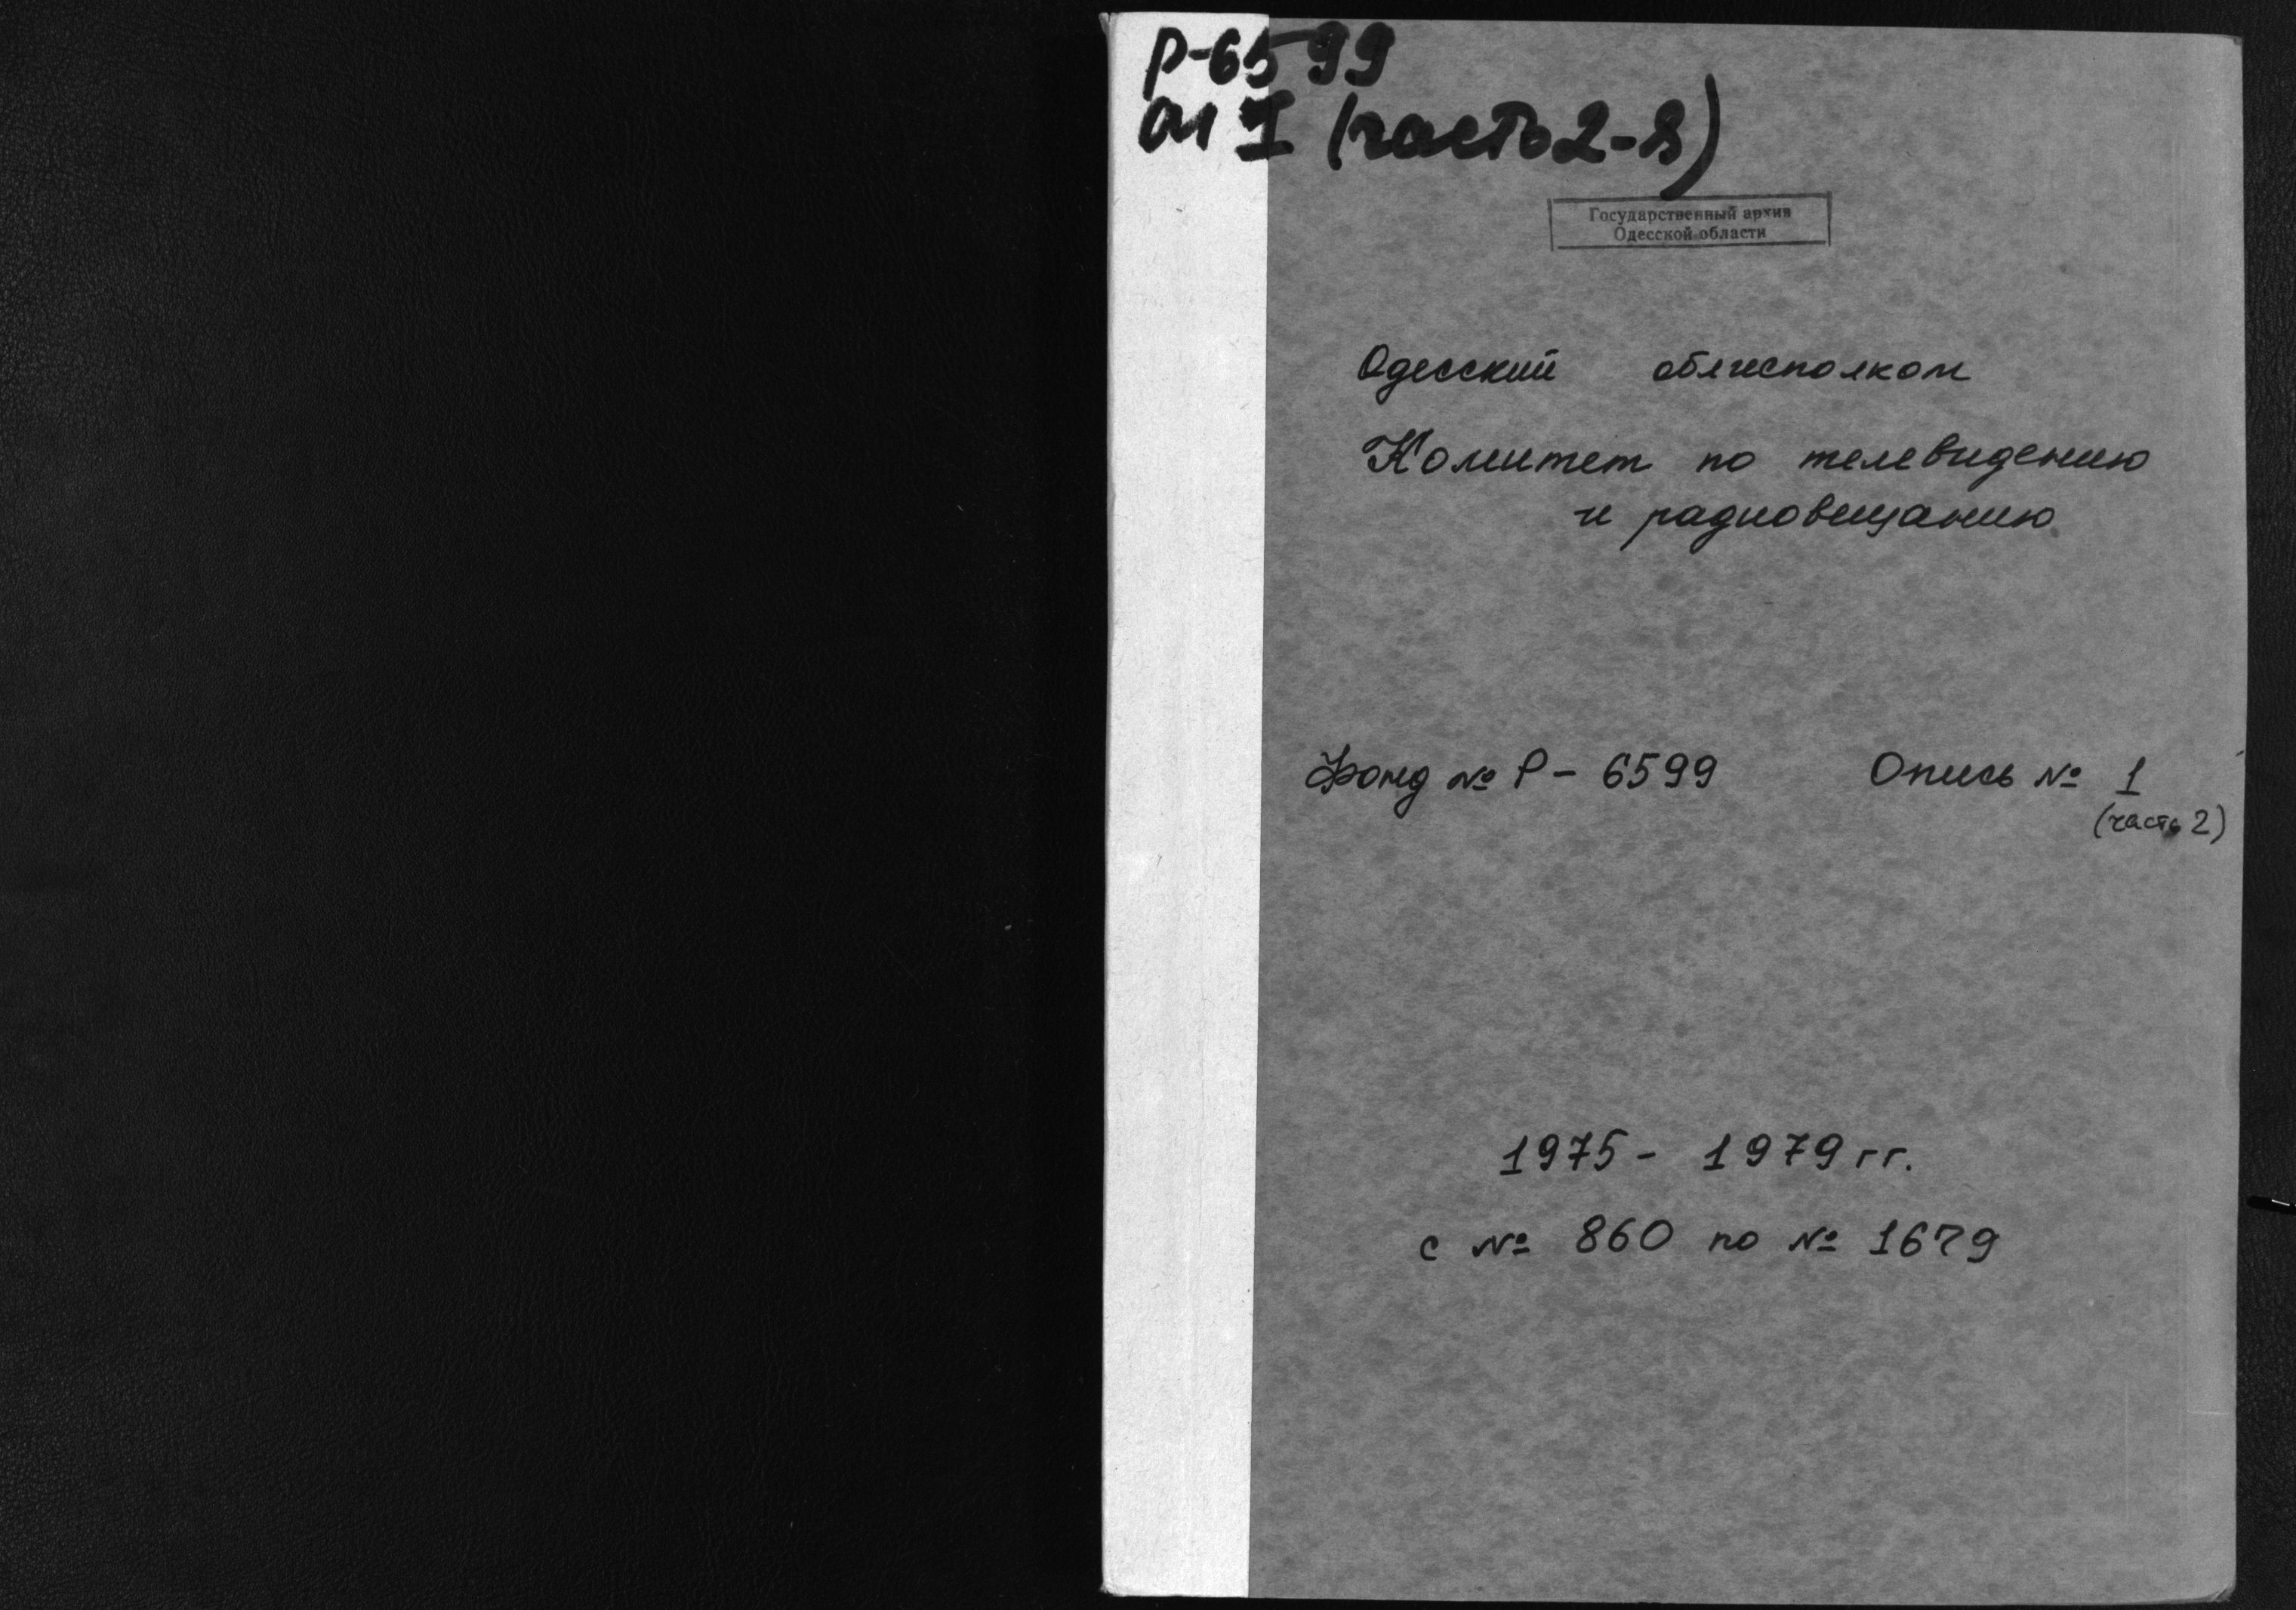 Р-6599
оп 1 (часть 2-я)
Государственный архив
Одесской области
Одесский облисполком
Комитет по телевидению
и радиовещанию
Фонд № Р - 6599 Опись № 1
(часть 2)
1975 - 1979 гг.
с № 860 по № 1679